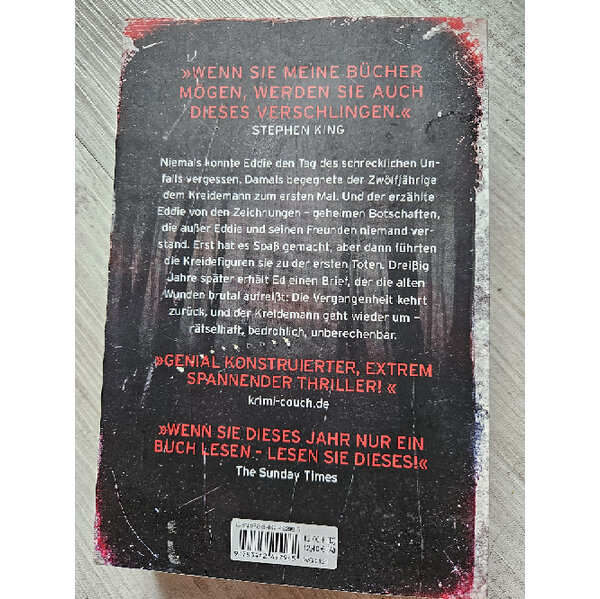 »WENN SIE MEINE BÜCHER
MÖGEN, WERDEN SIE AUCH
DIESES VERSCHLINGEN.«
STEPHEN KING
Niemals konnte Eddie den Tag des schrecklichen Un-
falls vergessen. Damals begegnete der Zwölfjährige
dem Kreidemann zum ersten Mal. Und der erzählte
Eddie von den Zeichnungen – geheimen Botschaften,
die außer Eddie und seinen Freunden niemand ver-
stand. Erst hat es Spaß gemacht, aber dann führten
die Kreidefiguren sie zu der ersten Toten. Dreißig
Jahre später erhält Ed einen Brief, der die alten
Wunden brutal aufreißt: Die Vergangenheit kehrt
zurück, und der Kreidemann geht wieder um –
rätselhaft, bedrohlich, unberechenbar.
»GENIAL KONSTRUIERTER, EXTREM
SPANNENDER THRILLER! «
krimi-couch.de
»WENN SIE DIESES JAHR NUR EIN
BUCH LESEN – LESEN SIE DIESES!«
The Sunday Times